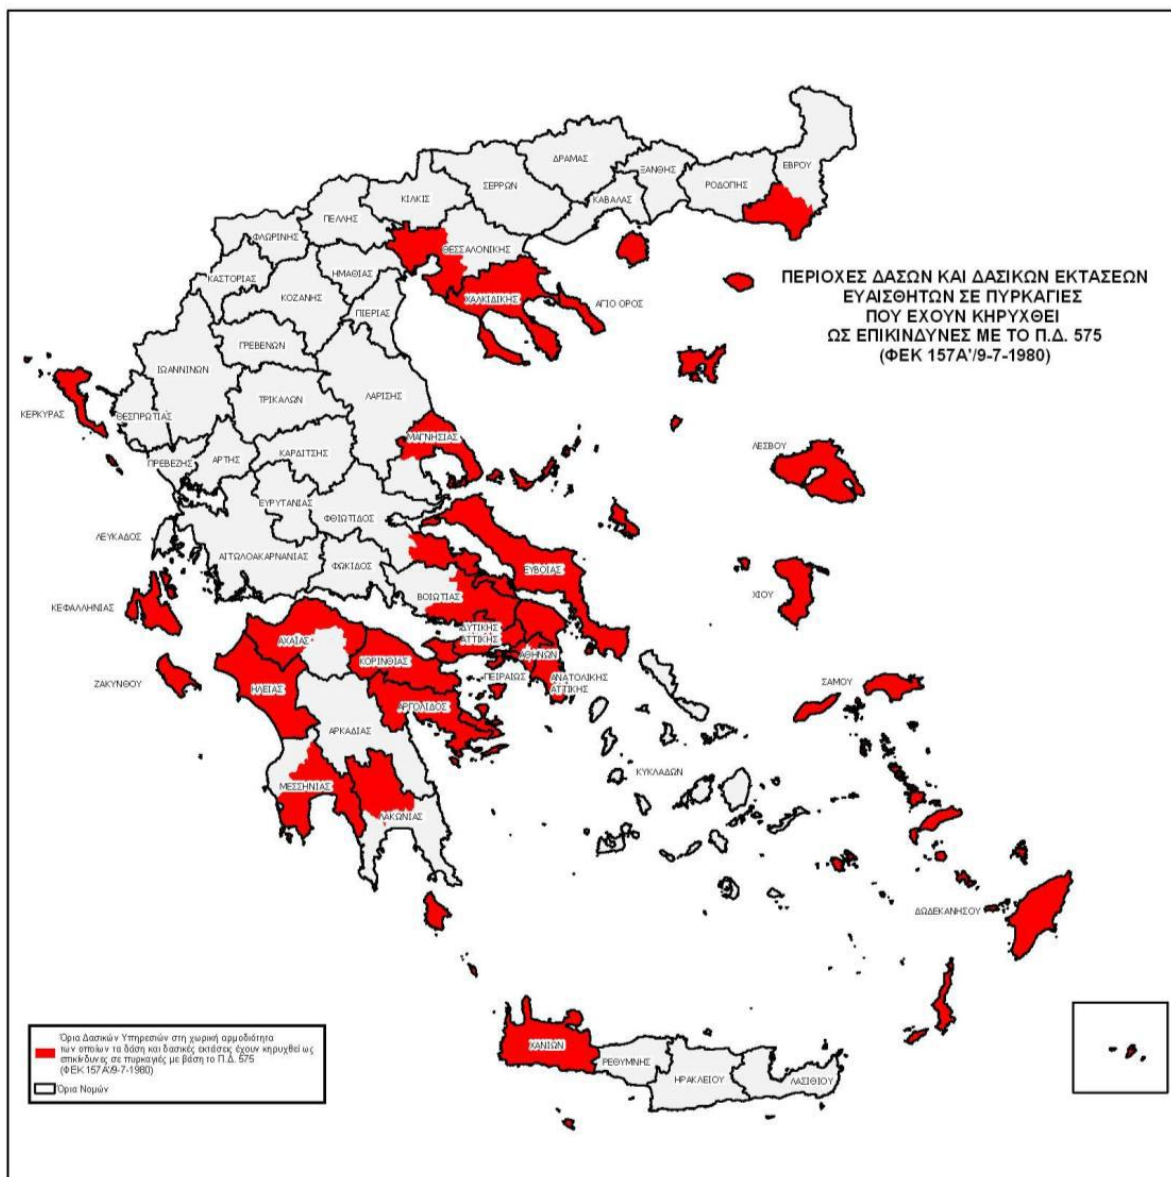 ΠΕΡΙΟΧΕΣ ΔΑΣΩΝ ΚΑΙ ΔΑΣΙΚΩΝ ΕΚΤΑΣΕΩΝ
ΕΥΑΙΣΘΗΤΩΝ ΣΕ ΠΥΡΚΑΓΙΕΣ
ΠΟΥ ΕΧΟΥΝ ΚΗΡΥΧΘΕΙ
ΩΣ ΕΠΙΚΙΝΔΥΝΕΣ ΜΕ ΤΟ Π.Δ. 575
(ΦΕΚ 157Α'/9-7-1980)
ΔΡΑΜΑΣ
ΞΑΝΘΗΣ
ΕΒΡΟΥ
ΣΕΡΡΩΝ
ΡΟΔΟΠΗΣ
ΚΙΛΚΙΣ
ΚΑΒΑΛΑΣ
ΠΕΛΛΗΣ
ΦΛΩΡΙΝΗΣ
ΘΕΣΣΑΛΟΝΙΚΗΣ
ΚΑΣΤΟΡΙΑΣ
ΗΜΑΘΙΑΣ
ΚΟΖΑΝΗΣ
ΧΑΛΚΙΔΙΚΗΣ
ΑΓΙΟ ΟΡΟΣ
ΠΙΕΡΙΑΣ
ΓΡΕΒΕΝΩΝ
ΙΩΑΝΝΙΝΩΝ
ΚΕΡΚΥΡΑΣ
ΘΕΣΠΡΩΤΙΑΣ
ΤΡΙΚΑΛΩΝ
ΛΑΡΙΣΗΣ
ΜΑΓΝΗΣΙΑΣ
ΛΕΣΒΟΥ
ΠΡΕΒΕΖΗΣ
ΑΡΤΗΣ
ΚΑΡΔΙΤΣΗΣ
ΕΥΡΥΤΑΝΙΑΣ
ΦΘΙΩΤΙΔΟΣ
ΛΕΥΚΑΔΟΣ
ΑΙΤΩΛΟΑΚΑΡΝΑΝΙΑΣ
ΦΩΚΙΔΟΣ
ΕΥΒΟΙΑΣ
ΒΟΙΩΤΙΑΣ
ΧΙΟΥ
ΚΕΦΑΛΛΗΝΙΑΣ
ΔΥΤΙΚΗΣ
ΑΤΤΙΚΗΣ
ΑΧΑΪΑΣ
ΑΘΗΝΩΝ
ΚΟΡΙΝΘΙΑΣ
ΠΕΙΡΑΙΩΣ
ΑΝΑΤΟΛΙΚΗΣ
ΑΤΤΙΚΗΣ
ΖΑΚΥΝΘΟΥ
ΗΛΕΙΑΣ
ΣΑΜΟΥ
ΑΡΓΟΛΙΔΟΣ
ΑΡΚΑΔΙΑΣ
ΚΥΚΛΑΔΩΝ
ΜΕΣΣΗΝΙΑΣ
ΛΑΚΩΝΙΑΣ
ΔΩΔΕΚΑΝΗΣΟΥ
ΧΑΝΙΩΝ
ΡΕΘΥΜΝΗΣ
ΗΡΑΚΛΕΙΟΥ
ΛΑΣΙΘΙΟΥ
Όρια Δασικών Υπηρεσιών στη χωρική αρμοδιότητα
των οποίων τα δάση και δασικές εκτάσεις έχουν κηρυχθεί ως
επικίνδυνες σε πυρκαγιές με βάση το Π.Δ. 575
(ΦΕΚ 157Α'/9-7-1980)
Όρια Νομών